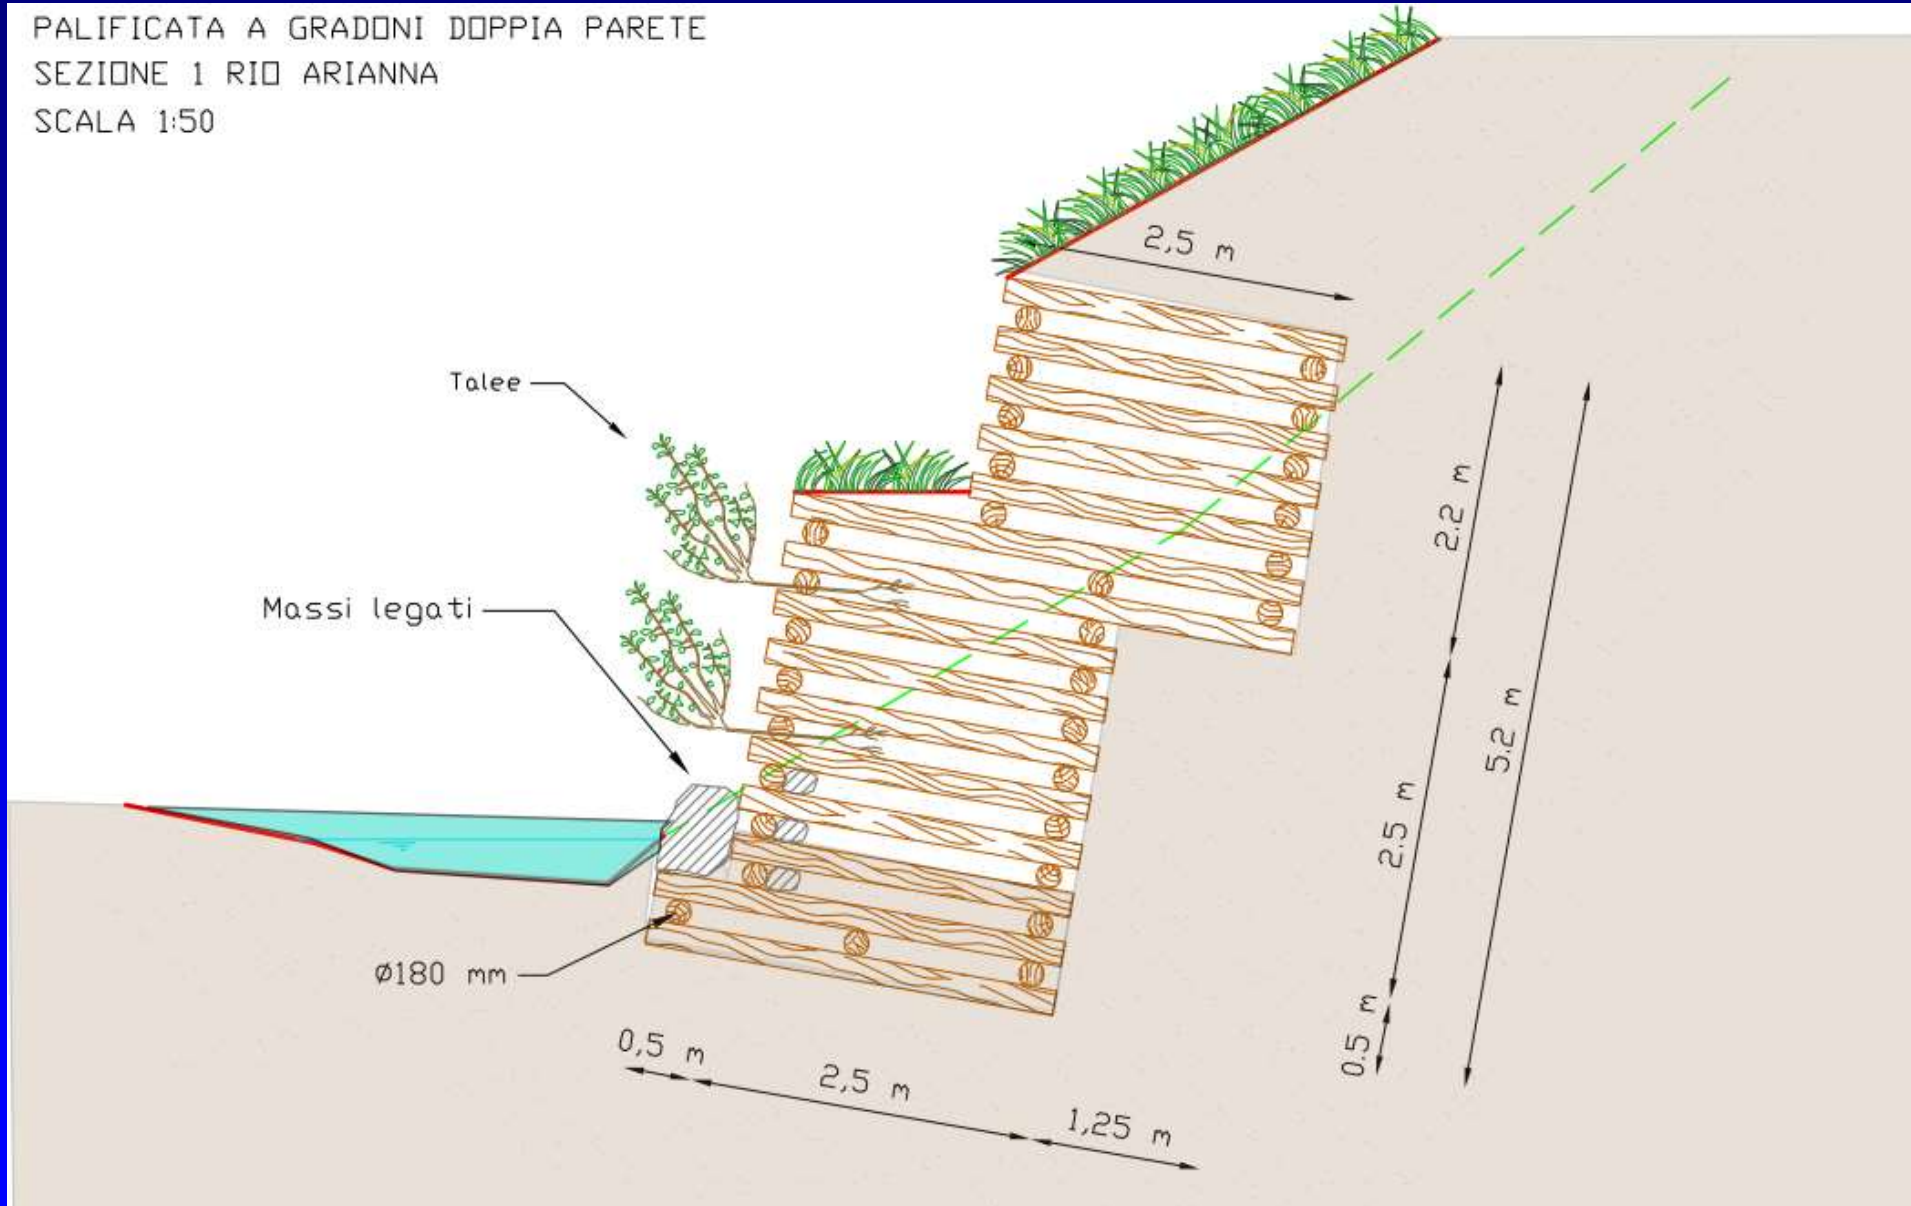 PALIFICATA A GRADONI DOPPIA PARETE
SEZIONE 1 RIO ARIANNA
SCALA 1:50
2,5 m
Talee
2.2 m
Massi legati
5.2 m
2.5 m
Ø180 mm
0.5 m
0,5 m
2,5 m
1,25 m